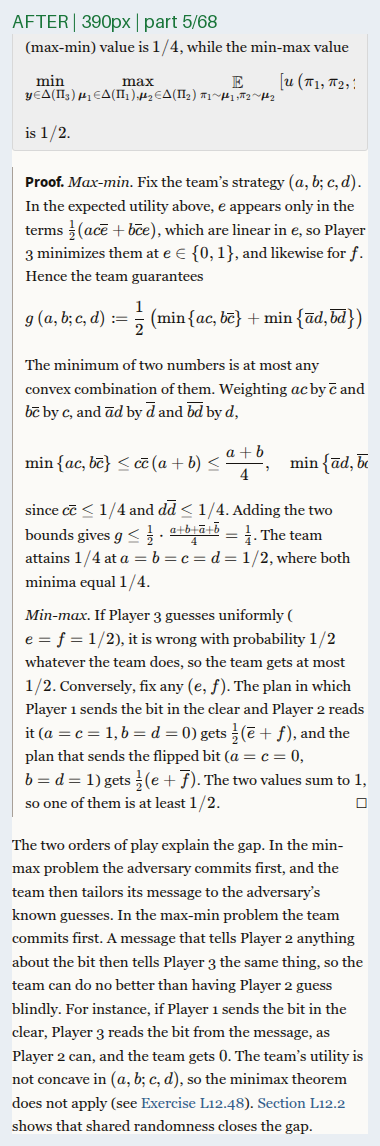 AFTER | 390px | part 5/68
(max-min) value is 1/4, while the min-max value
min_{y∈Δ(Π₃)} max_{μ₁∈Δ(Π₁),μ₂∈Δ(Π₂)} 𝔼_{π₁∼μ₁,π₂∼μ₂} [u (π₁, π₂, :
is 1/2.
Proof. Max-min. Fix the team's strategy (a, b; c, d).
In the expected utility above, e appears only in the
terms ½(ace̅ + bc̅e), which are linear in e, so Player
3 minimizes them at e ∈ {0, 1}, and likewise for f.
Hence the team guarantees
g (a, b; c, d) := 1/2 (min{ac, bc̅} + min {a̅d, b̅d̅})
The minimum of two numbers is at most any
convex combination of them. Weighting ac by c̅ and
bc̅ by c, and a̅d by d̅ and b̅d̅ by d,
min {ac, bc̅} ≤ cc̅ (a + b) ≤ (a + b)/4, min {a̅d, b̅
since cc̅ ≤ 1/4 and dd̅ ≤ 1/4. Adding the two
bounds gives g ≤ ½ · (a+b+a̅+b̅)/4 = ¼. The team
attains 1/4 at a = b = c = d = 1/2, where both
minima equal 1/4.
Min-max. If Player 3 guesses uniformly (
e = f = 1/2), it is wrong with probability 1/2
whatever the team does, so the team gets at most
1/2. Conversely, fix any (e, f). The plan in which
Player 1 sends the bit in the clear and Player 2 reads
it (a = c = 1, b = d = 0) gets ½(e̅ + f), and the
plan that sends the flipped bit (a = c = 0,
b = d = 1) gets ½(e + f̅). The two values sum to 1,
so one of them is at least 1/2. □
The two orders of play explain the gap. In the min-
max problem the adversary commits first, and the
team then tailors its message to the adversary's
known guesses. In the max-min problem the team
commits first. A message that tells Player 2 anything
about the bit then tells Player 3 the same thing, so the
team can do no better than having Player 2 guess
blindly. For instance, if Player 1 sends the bit in the
clear, Player 3 reads the bit from the message, as
Player 2 can, and the team gets 0. The team's utility is
not concave in (a, b; c, d), so the minimax theorem
does not apply (see Exercise L12.48). Section L12.2
shows that shared randomness closes the gap.